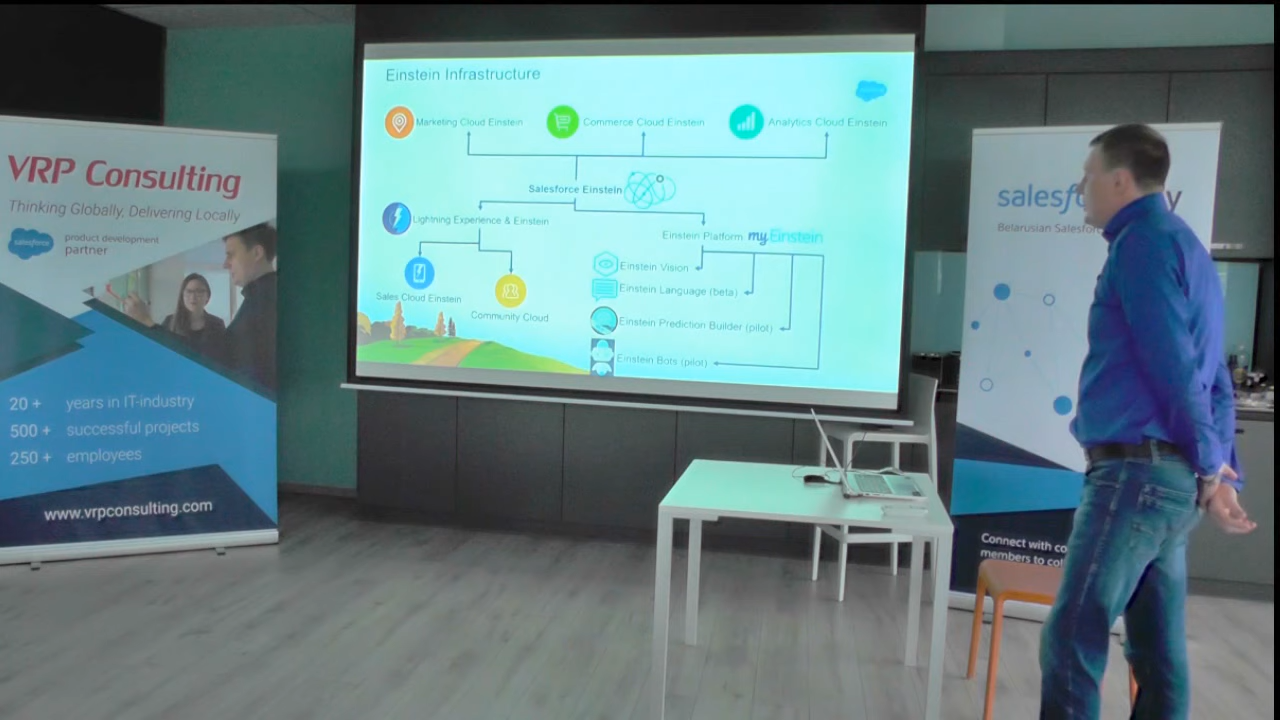 VRP Consulting
Thinking Globally, Delivering Locally
salesforce
product development
partner
20 + years in IT-industry
500 + successful projects
250 + employees
www.vrpconsulting.com
Einstein Infrastructure
Marketing Cloud Einstein
Commerce Cloud Einstein
Analytics Cloud Einstein
Salesforce Einstein
Lightning Experience & Einstein
Einstein Platform myEinstein
Einstein Vision
Einstein Language (beta)
Sales Cloud Einstein
Community Cloud
Einstein Prediction Builder (pilot)
Einstein Bots (pilot)
Belarusian
Connect with
members to